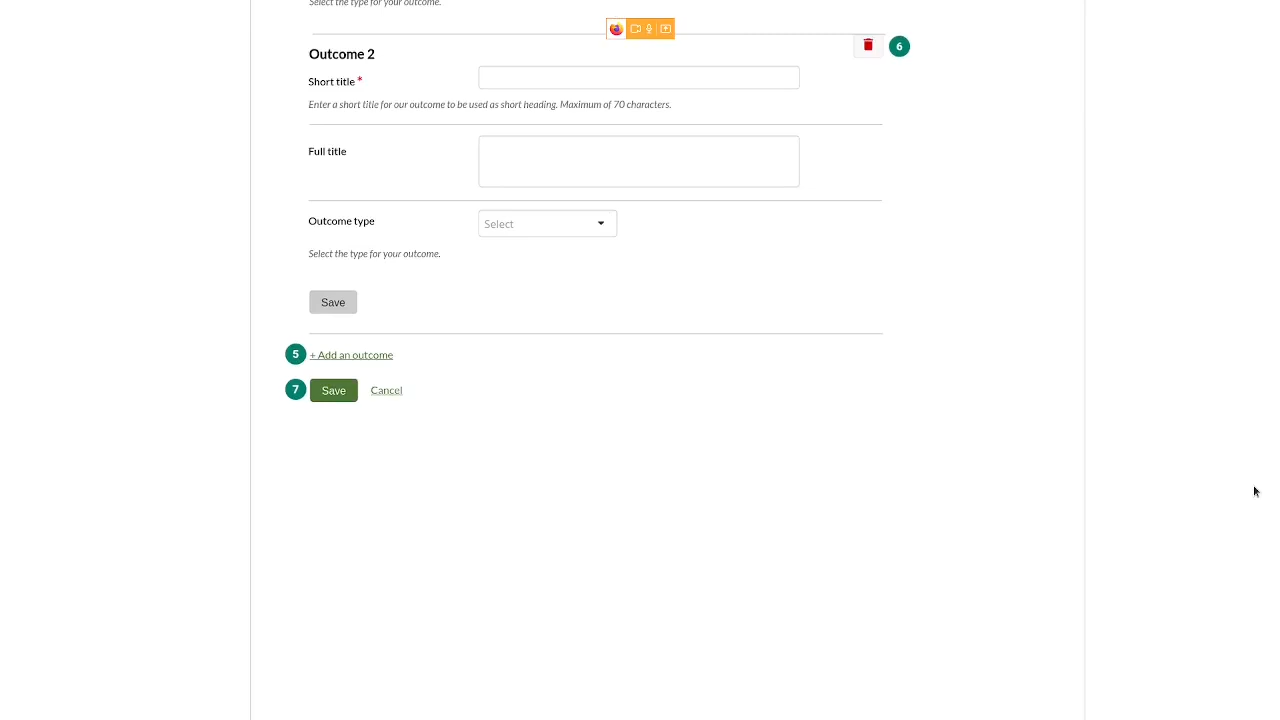 Select the type for your outcome.
Outcome 2
6
Short title *
Enter a short title for our outcome to be used as short heading. Maximum of 70 characters.
Full title
Outcome type
Select
Select the type for your outcome.
Save
5 + Add an outcome
7 Save Cancel